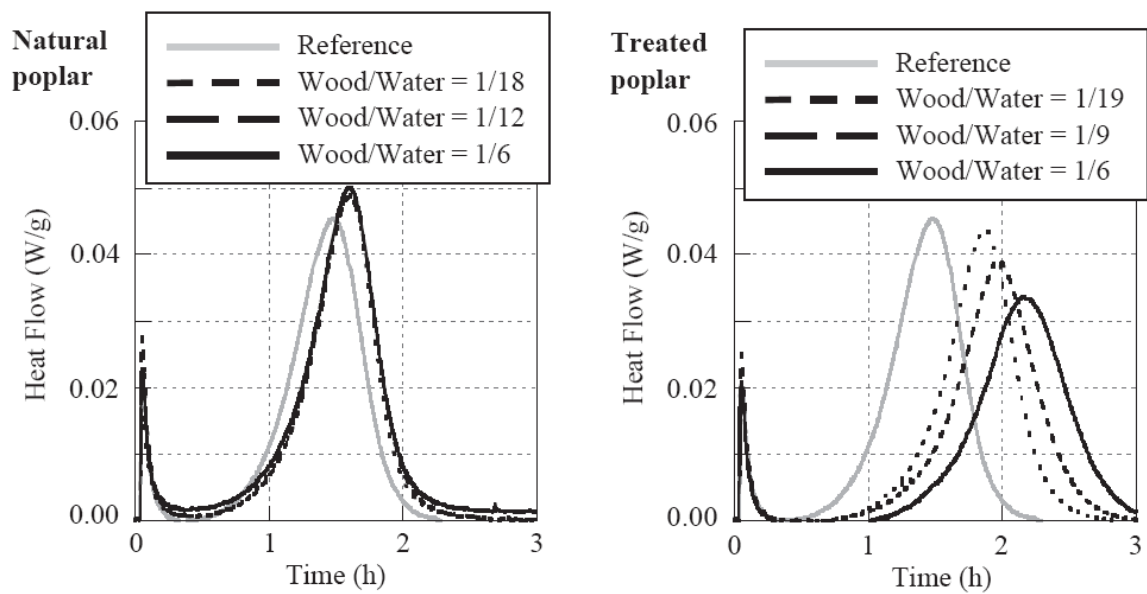 Natural
poplar
Reference
Wood/Water = 1/18
Wood/Water = 1/12
Wood/Water = 1/6
0.06
0.04
0.02
0.00
Heat Flow (W/g)
0
1
2
3
Time (h)
Treated
poplar
Reference
Wood/Water = 1/19
Wood/Water = 1/9
Wood/Water = 1/6
0.06
0.04
0.02
0.00
Heat Flow (W/g)
0
1
2
3
Time (h)